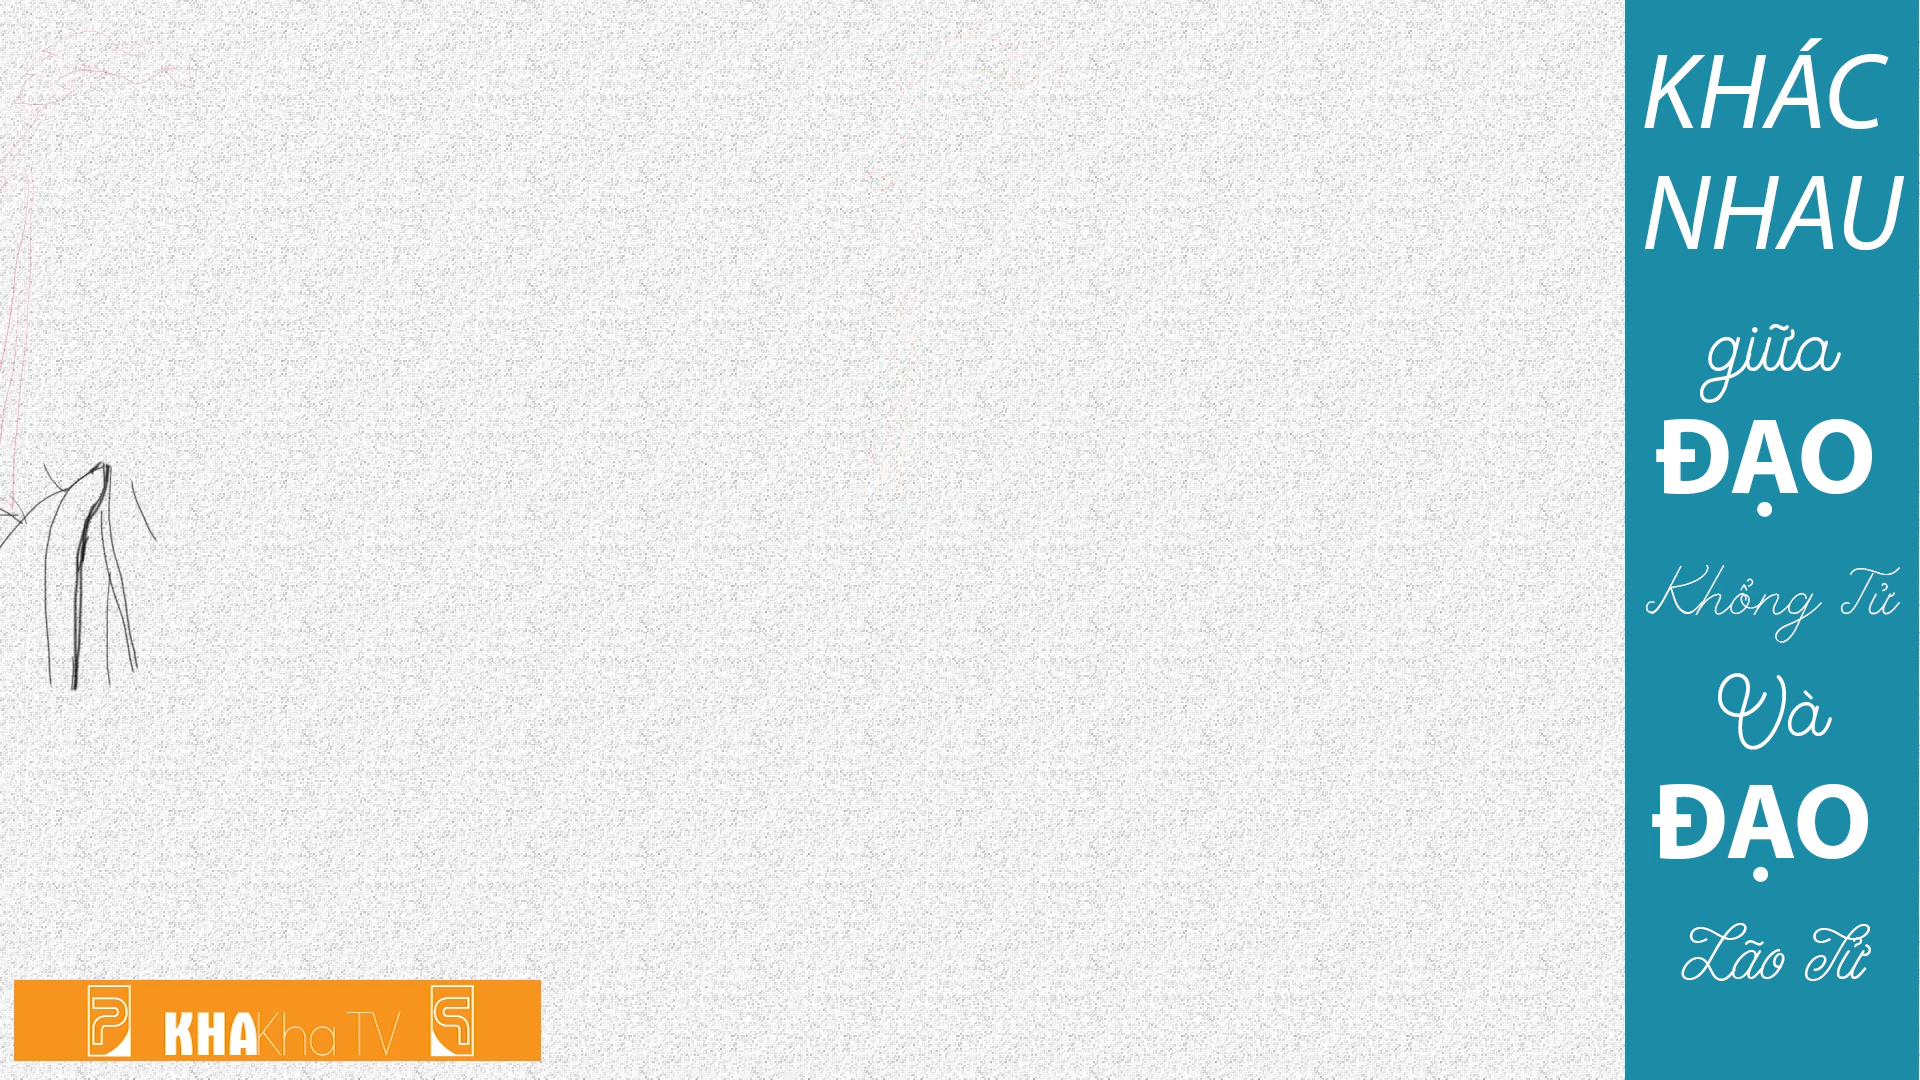 KHÁC
NHAU
giữa
ĐẠO
Khổng Tử
Và
ĐẠO
Lão Tử
KHAKha TV